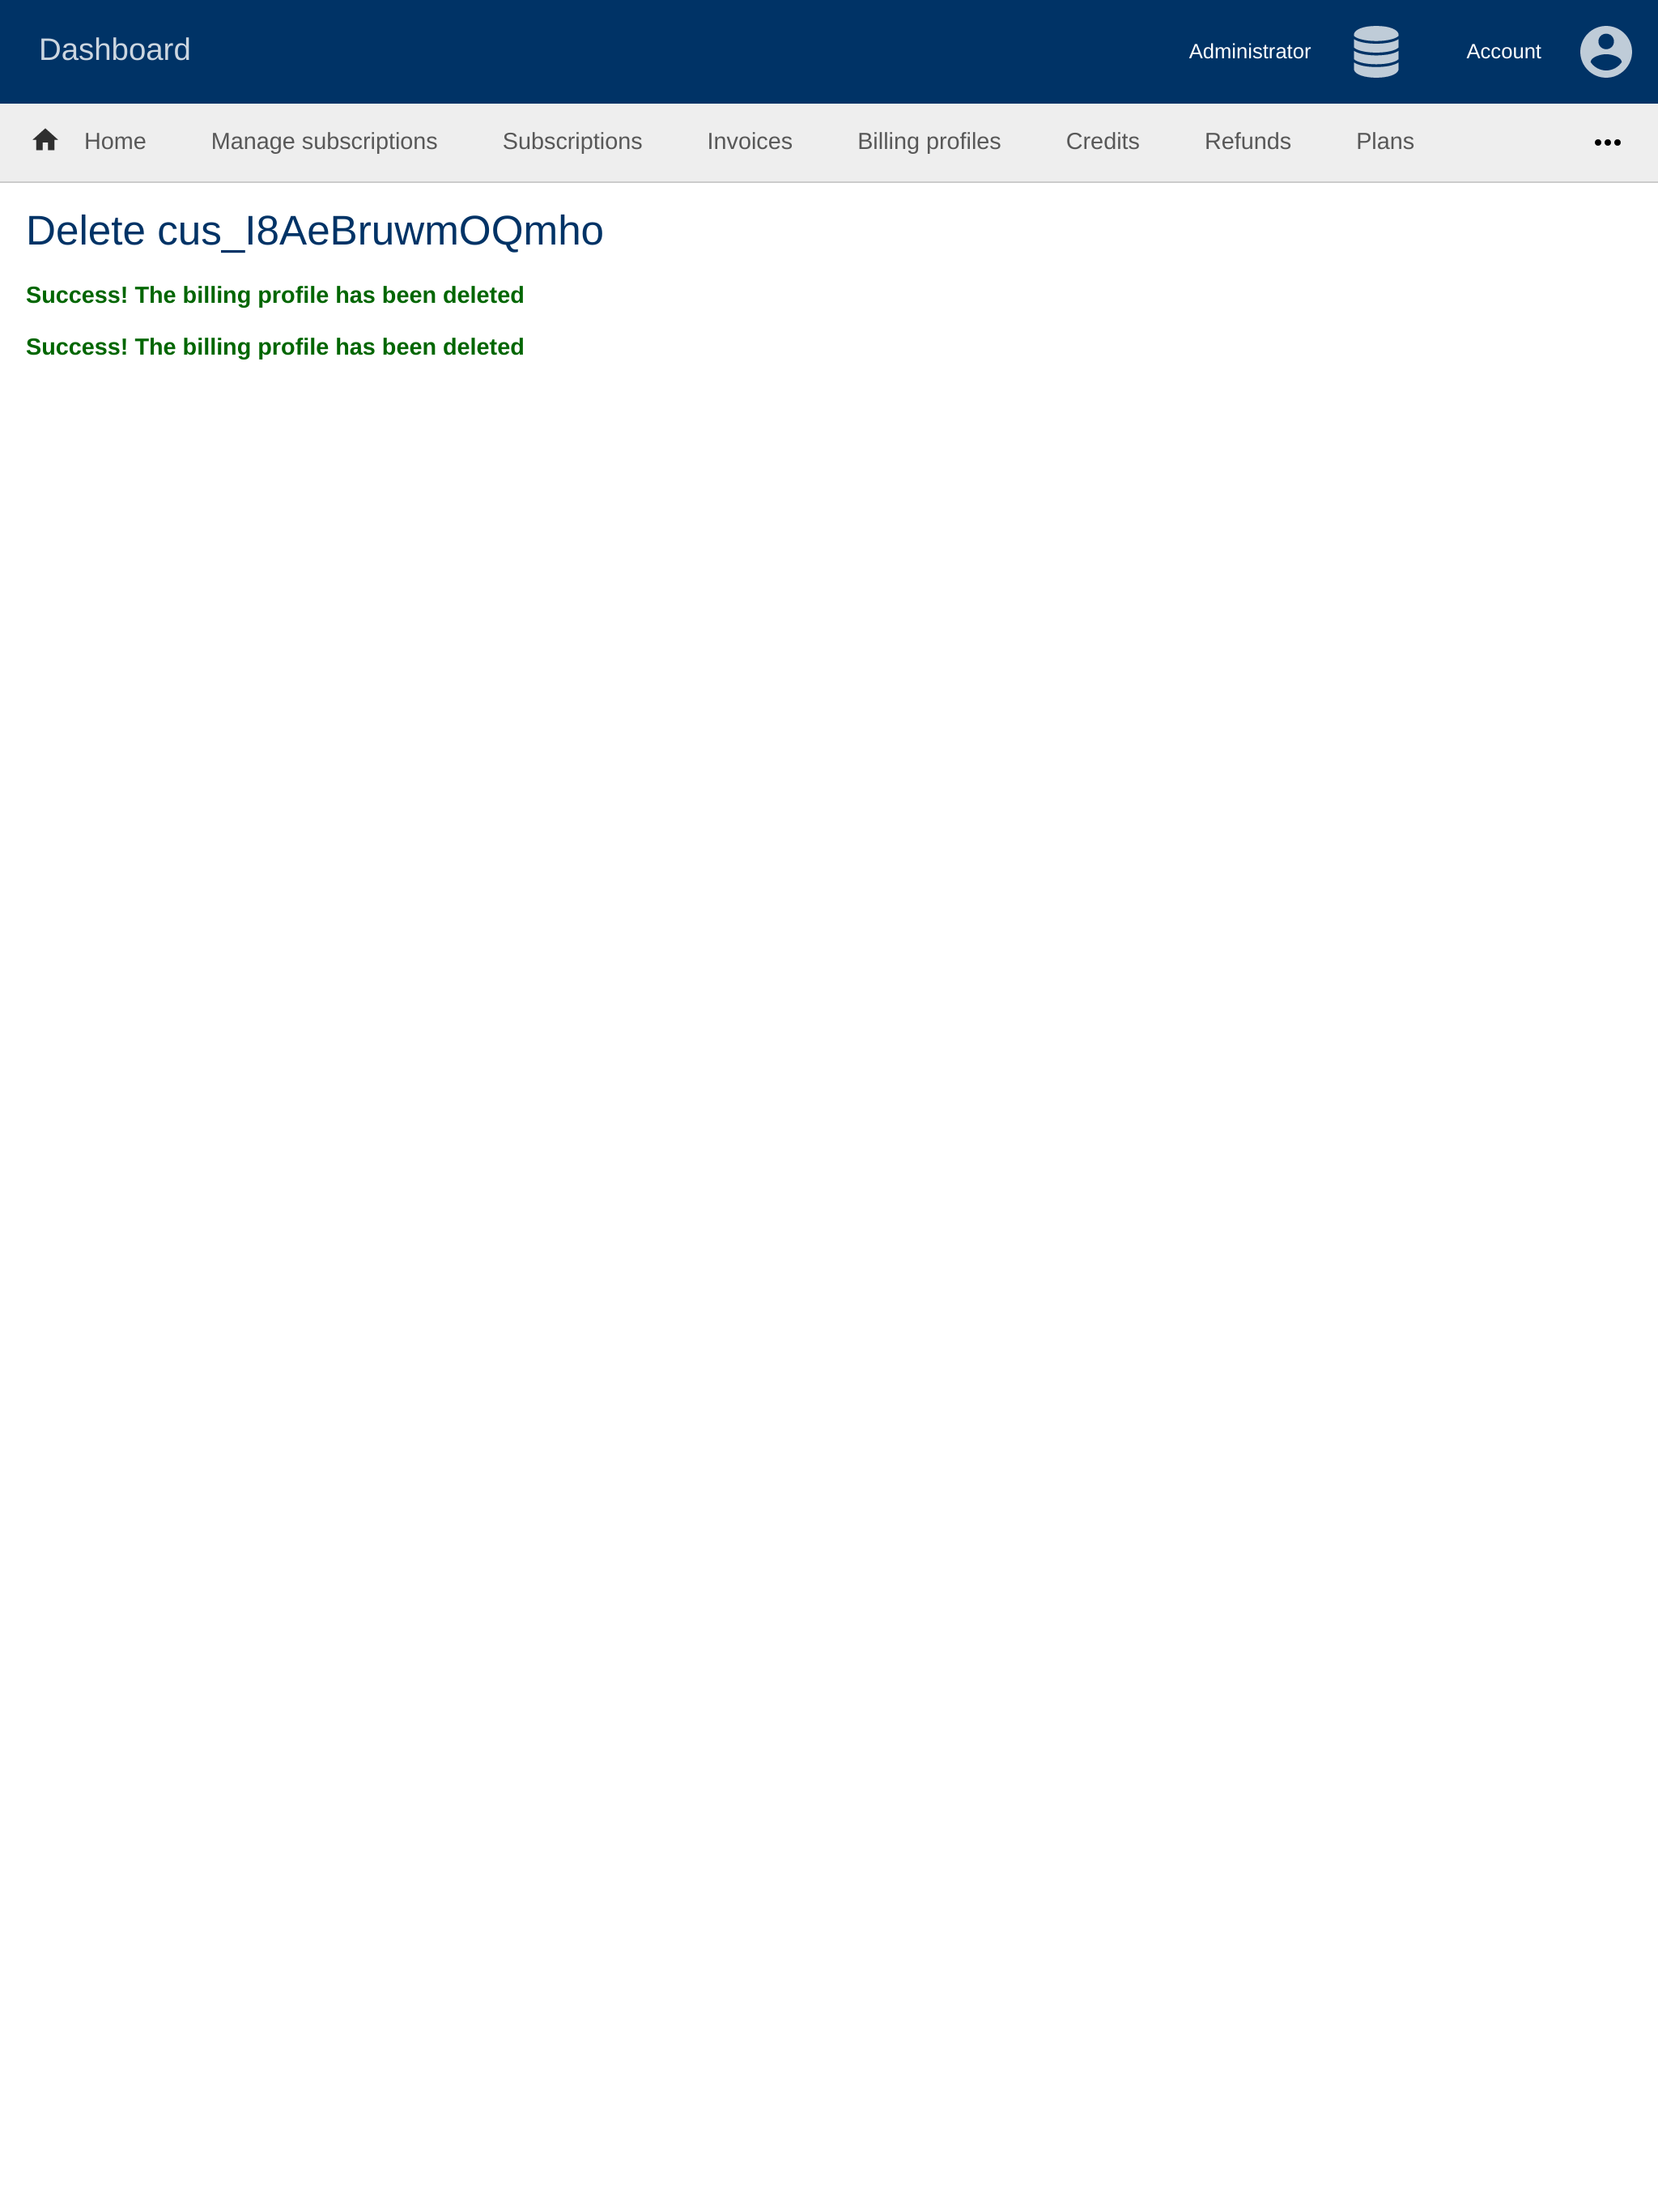 Dashboard
Administrator
Account
Home
Manage subscriptions
Subscriptions
Invoices
Billing profiles
Credits
Refunds
Plans
Delete cus_I8AeBruwmOQmho
Success! The billing profile has been deleted
Success! The billing profile has been deleted